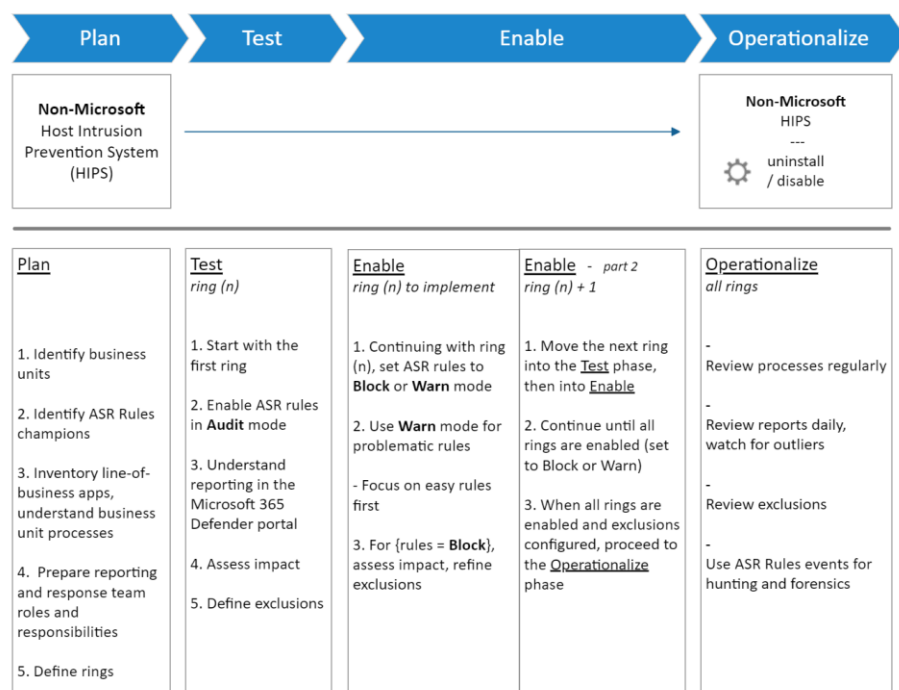 Plan
Test
Enable
Operationalize
Non-Microsoft
Host Intrusion
Prevention System
(HIPS)
Non-Microsoft
HIPS
---
uninstall
/ disable
Plan
1. Identify business
units
2. Identify ASR Rules
champions
3. Inventory line-of-
business apps,
understand business
unit processes
4. Prepare reporting
and response team
roles and
responsibilities
5. Define rings
Test
ring (n)
1. Start with the
first ring
2. Enable ASR rules
in Audit mode
3. Understand
reporting in the
Microsoft 365
Defender portal
4. Assess impact
5. Define exclusions
Enable
ring (n) to implement
1. Continuing with ring
(n), set ASR rules to
Block or Warn mode
2. Use Warn mode for
problematic rules
- Focus on easy rules
first
3. For {rules = Block},
assess impact, refine
exclusions
Enable - part 2
ring (n) + 1
1. Move the next ring
into the Test phase,
then into Enable
2. Continue until all
rings are enabled (set
to Block or Warn)
3. When all rings are
enabled and exclusions
configured, proceed to
the Operationalize
phase
Operationalize
all rings
-
Review processes regularly
-
Review reports daily,
watch for outliers
-
Review exclusions
-
Use ASR Rules events for
hunting and forensics